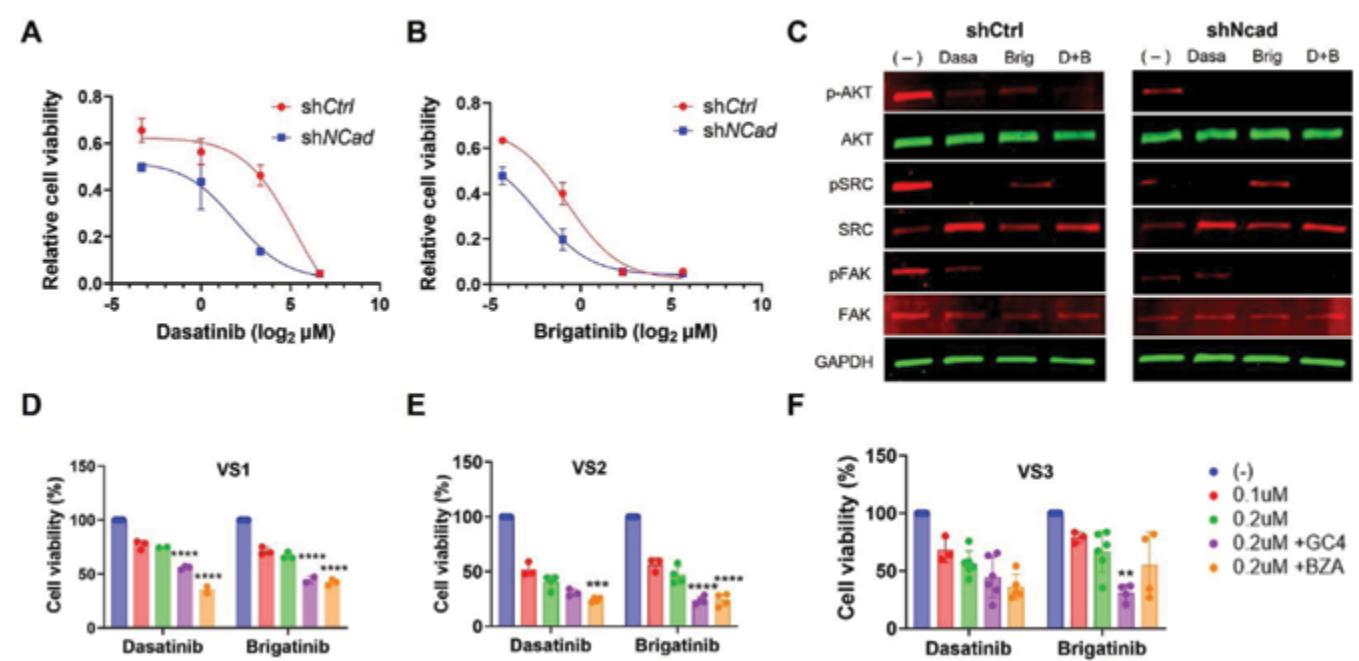 A
Relative cell viability
0.8
0.6
0.4
0.2
0.0
-5
0
5
10
Dasatinib (log2 µM)
shCtrl
shNCad
B
Relative cell viability
0.8
0.6
0.4
0.2
0.0
-5
0
5
10
Brigatinib (log2 µM)
shCtrl
shNCad
C
shCtrl
shNcad
(−) Dasa Brig D+B
(−) Dasa Brig D+B
p-AKT
AKT
pSRC
SRC
pFAK
FAK
GAPDH
D
VS1
Cell viability (%)
150
100
50
0
****
****
****
****
Dasatinib
Brigatinib
E
VS2
Cell viability (%)
150
100
50
0
***
****
****
Dasatinib
Brigatinib
F
VS3
Cell viability (%)
150
100
50
0
**
Dasatinib
Brigatinib
(-)
0.1uM
0.2uM
0.2uM +GC4
0.2uM +BZA